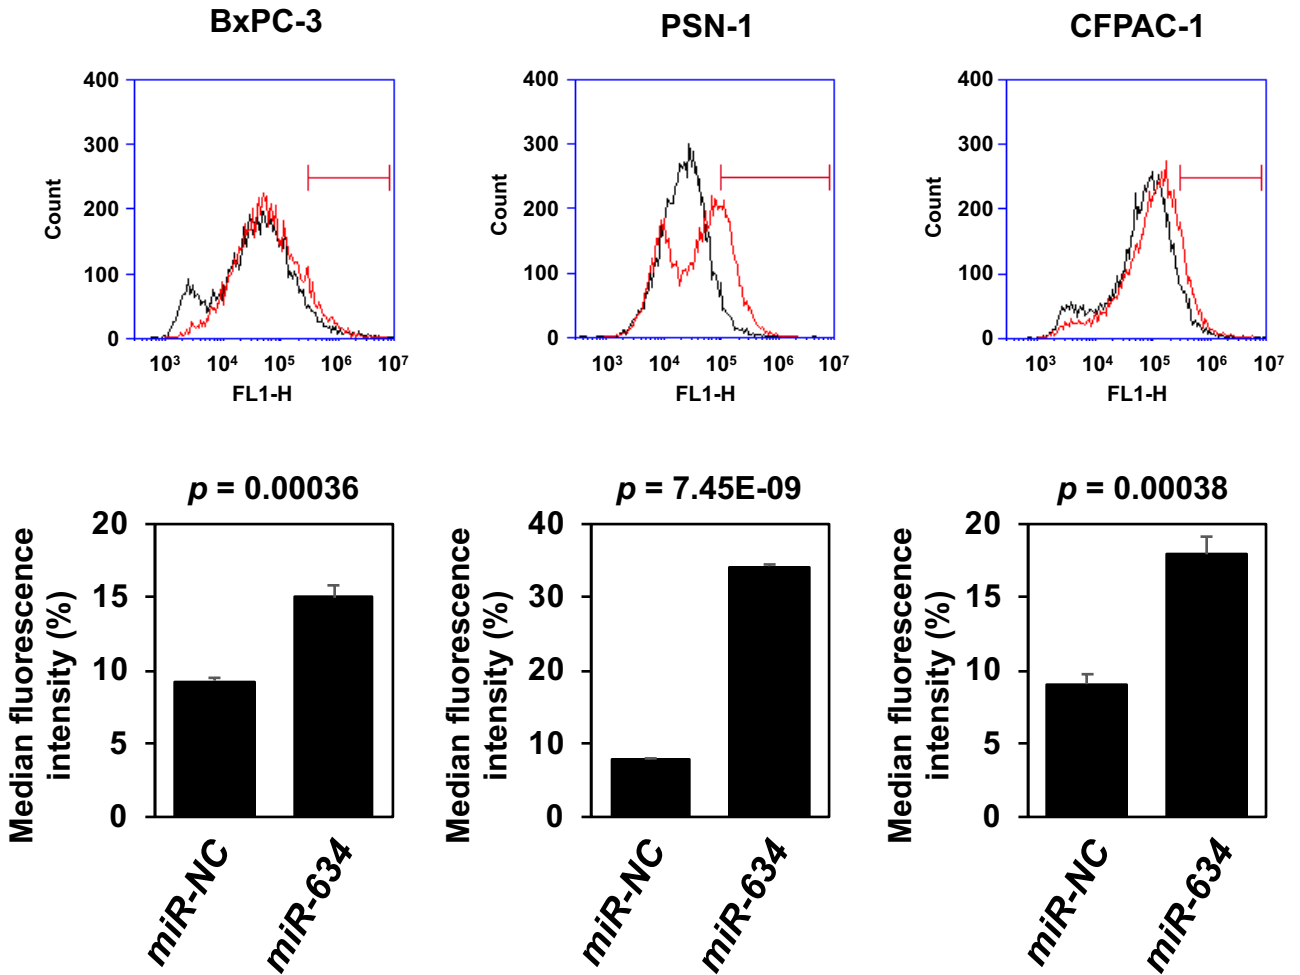 BxPC-3
PSN-1
CFPAC-1
400
300
200
100
0
Count
10³
10⁴
10⁵
10⁶
10⁷
FL1-H
400
300
200
100
0
Count
10³
10⁴
10⁵
10⁶
10⁷
FL1-H
400
300
200
100
0
Count
10³
10⁴
10⁵
10⁶
10⁷
FL1-H
p = 0.00036
Median fluorescence
intensity (%)
20
15
10
5
0
miR-NC
miR-634
p = 7.45E-09
Median fluorescence
intensity (%)
40
30
20
10
0
miR-NC
miR-634
p = 0.00038
Median fluorescence
intensity (%)
20
15
10
5
0
miR-NC
miR-634